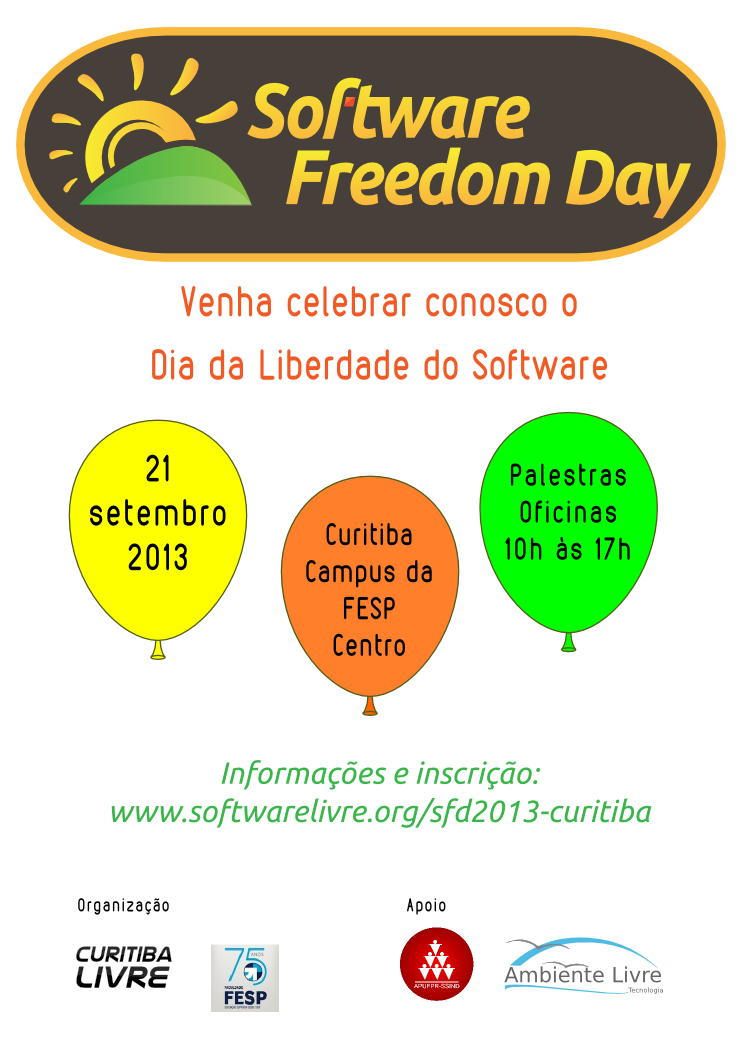 Software
Freedom Day
Venha celebrar conosco o
Dia da Liberdade do Software
21
setembro
2013
Curitiba
Campus da
FESP
Centro
Palestras
Oficinas
10h às 17h
Informações e inscrição:
www.softwarelivre.org/sfd2013-curitiba
Organização
Apoio
CURITIBA
LIVRE
75
ANOS
FACULDADE
FESP
APUFPR-SSIND
Ambiente Livre
Tecnologia